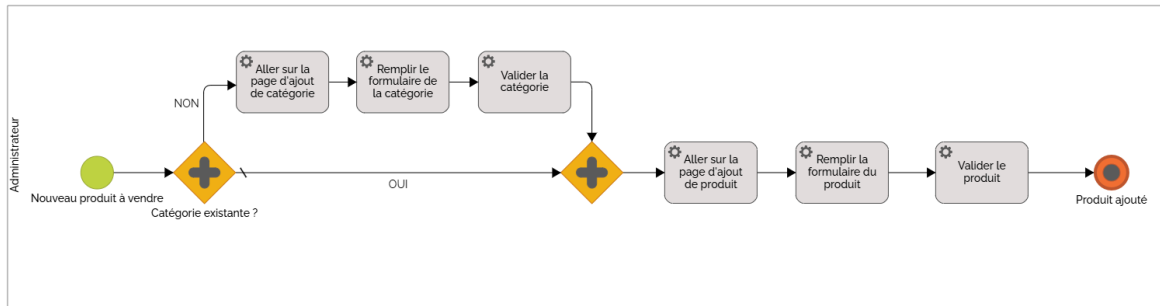 Administrateur
Nouveau produit à vendre
Catégorie existante ?
NON
OUI
Aller sur la
page d'ajout
de catégorie
Remplir le
formulaire de
la catégorie
Valider la
catégorie
Aller sur la
page d'ajout
de produit
Remplir la
formulaire du
produit
Valider le
produit
Produit ajouté